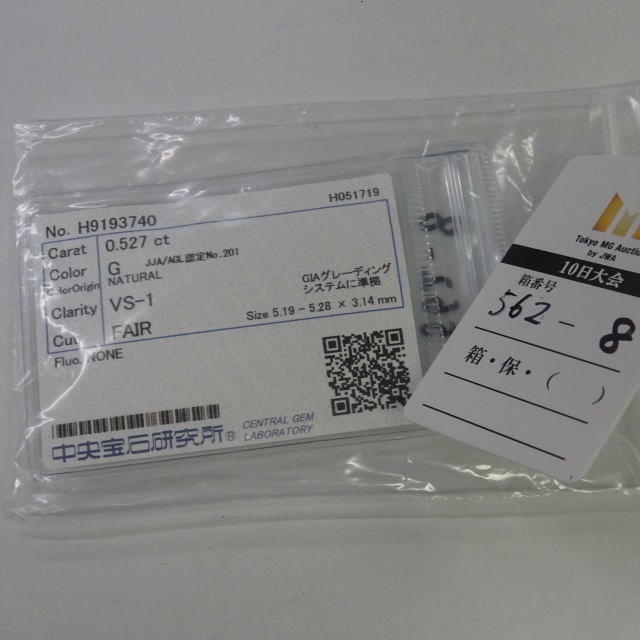 No. H9193740
H051719
Carat 0.527 ct
Color G JJA/AGL認定No.201
Color Origin NATURAL
GIAグレーディング
システムに準拠
Clarity VS-1
Size 5.19 - 5.28 × 3.14 mm
Cut FAIR
Fluo. NONE
中央宝石研究所® CENTRAL GEM
LABORATORY
Tokyo MG Auction
by JWA
10日大会
箱番号
562-8
箱・保・( )